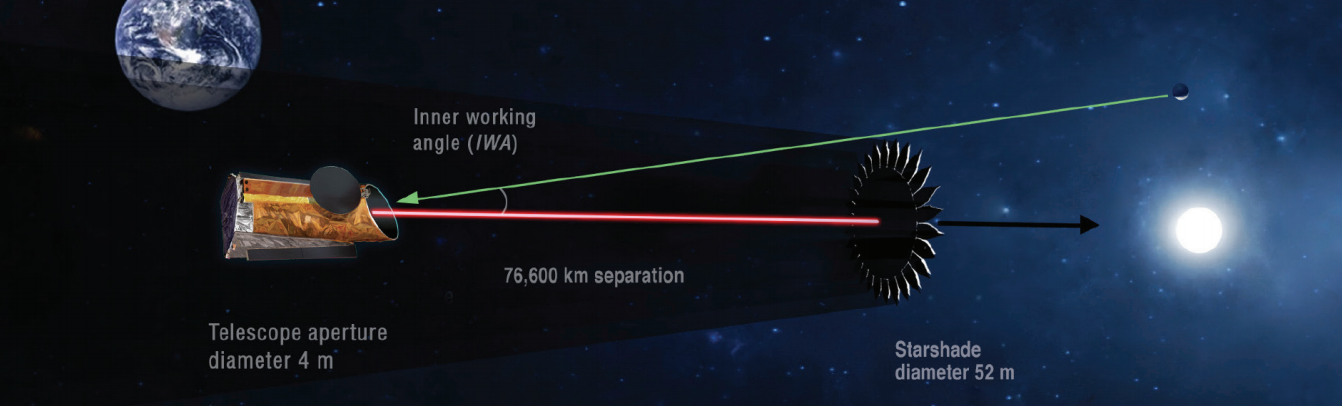 Inner working
angle (IWA)
76,600 km separation
Telescope aperture
diameter 4 m
Starshade
diameter 52 m